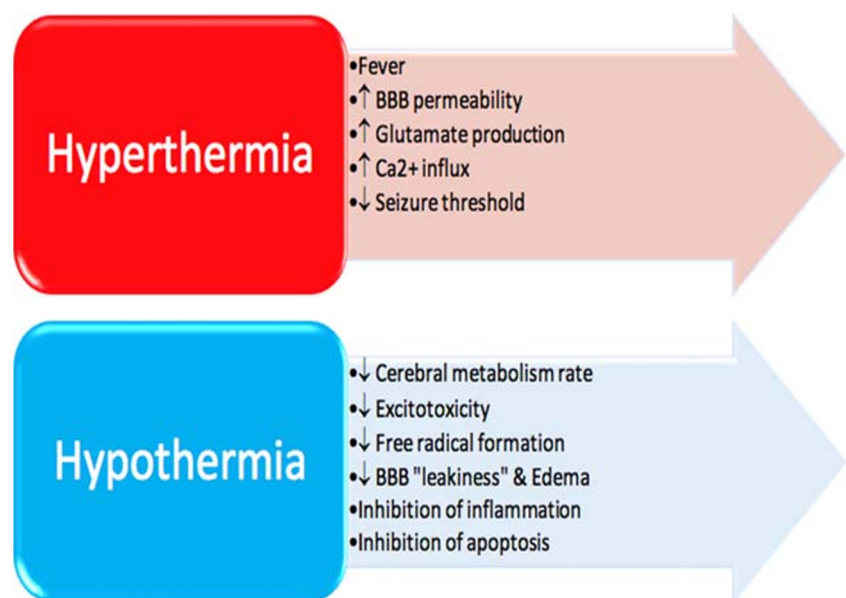 Hyperthermia
•Fever
•↑ BBB permeability
•↑ Glutamate production
•↑ Ca2+ influx
•↓ Seizure threshold
Hypothermia
•↓ Cerebral metabolism rate
•↓ Excitotoxicity
•↓ Free radical formation
•↓ BBB "leakiness" & Edema
•Inhibition of inflammation
•Inhibition of apoptosis